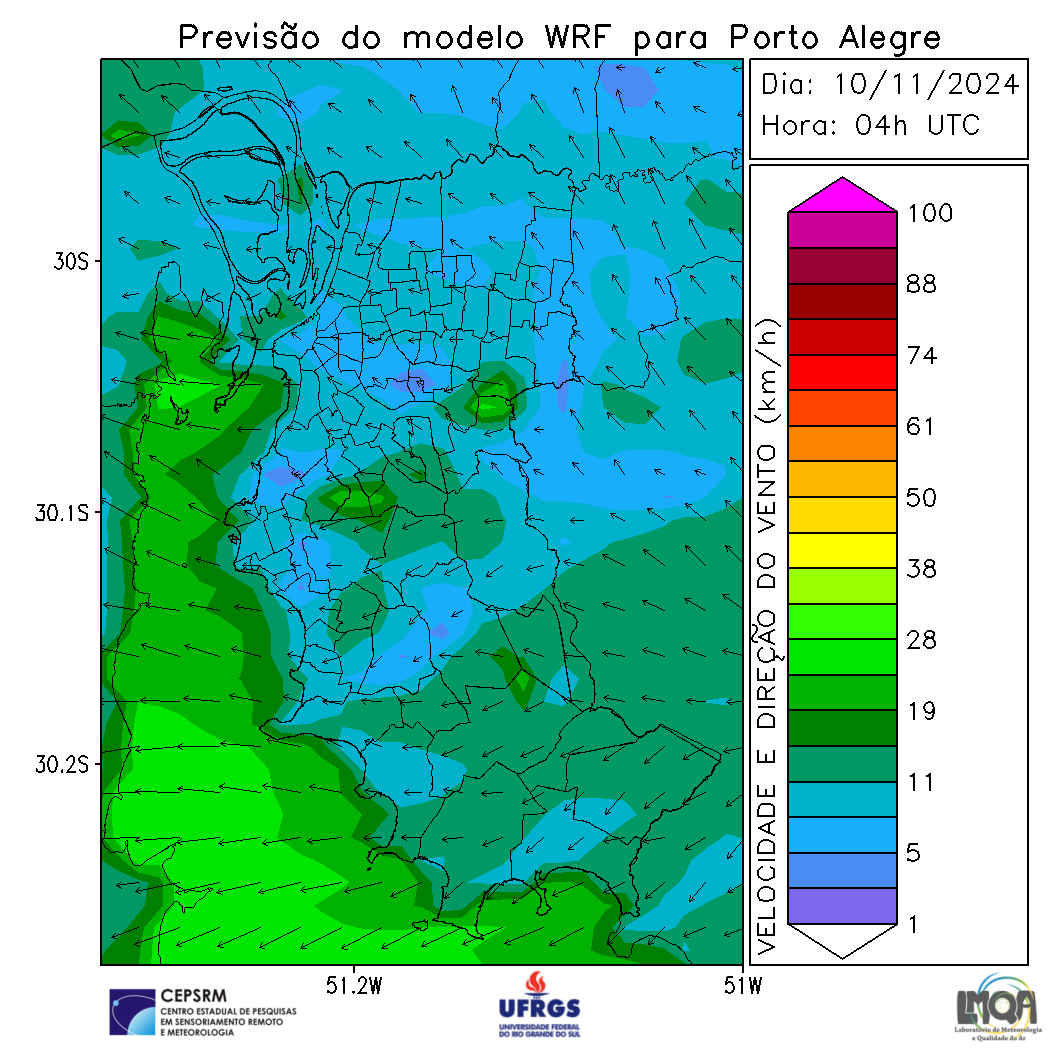 Previsão do modelo WRF para Porto Alegre
Dia: 10/11/2024
Hora: 04h UTC
30S
30.1S
30.2S
51.2W
51W
VELOCIDADE E DIREÇÃO DO VENTO (km/h)
100
88
74
61
50
38
28
19
11
5
1
CEPSRM
CENTRO ESTADUAL DE PESQUISAS
EM SENSORIAMENTO REMOTO
E METEOROLOGIA
UFRGS
UNIVERSIDADE FEDERAL
DO RIO GRANDE DO SUL
LMQA
Laboratório de Meteorologia
e Qualidade do Ar